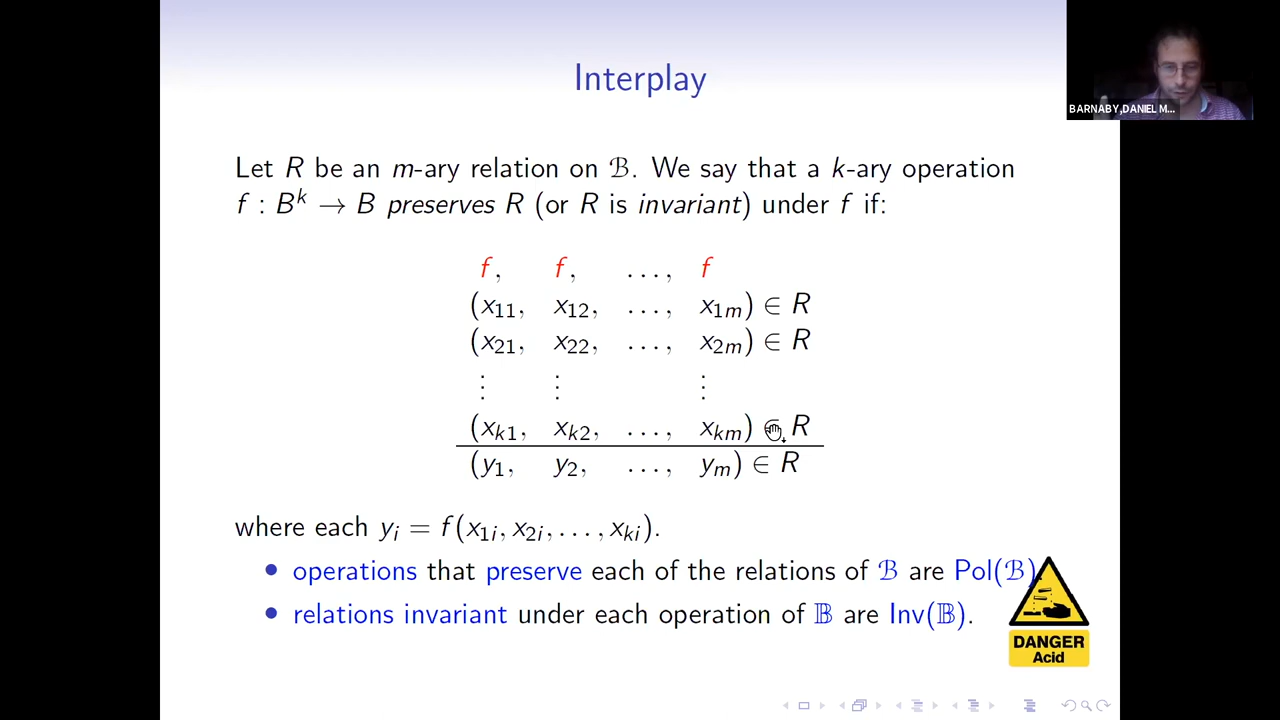 Interplay
BARNABY,DANIEL M...
Let R be an m-ary relation on ℬ. We say that a k-ary operation
f : Bᵏ → B preserves R (or R is invariant) under f if:
f, f, ..., f
(x₁₁, x₁₂, ..., x₁ₘ) ∈ R
(x₂₁, x₂₂, ..., x₂ₘ) ∈ R
⋮ ⋮ ⋮
(xₖ₁, xₖ₂, ..., xₖₘ) ∈ R
(y₁, y₂, ..., yₘ) ∈ R
where each yᵢ = f(x₁ᵢ, x₂ᵢ, ..., xₖᵢ).
• operations that preserve each of the relations of ℬ are Pol(ℬ)
• relations invariant under each operation of 𝔹 are Inv(𝔹).
DANGER
Acid